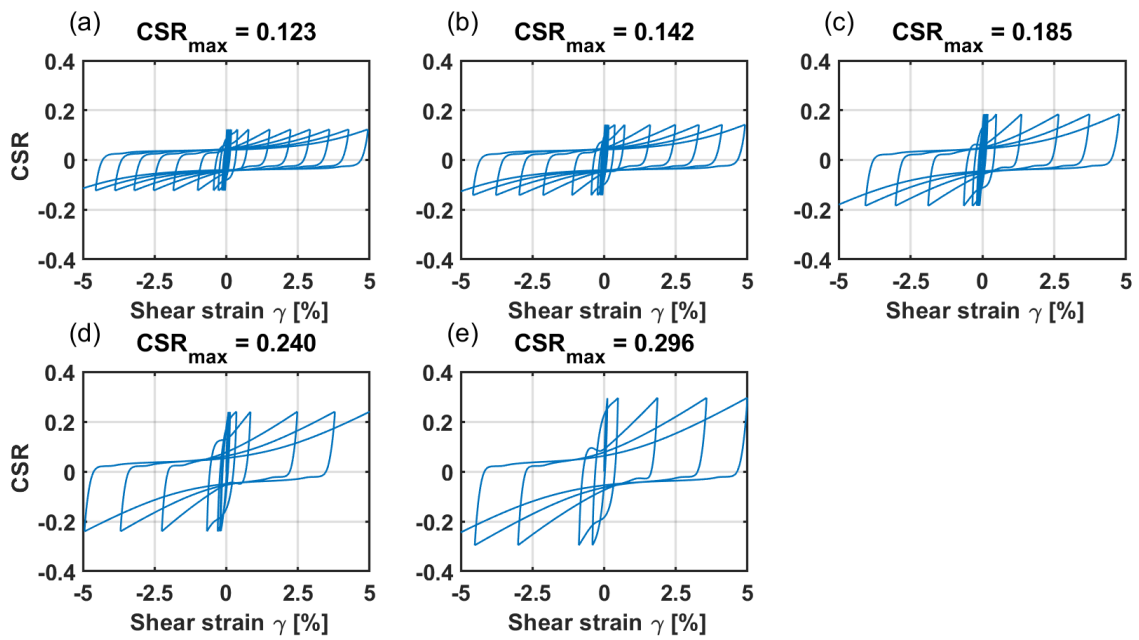 (a)
CSRmax = 0.123
(b)
CSRmax = 0.142
(c)
CSRmax = 0.185
0.4
0.2
0
-0.2
-0.4
CSR
-5 -2.5 0 2.5 5
Shear strain γ [%]
0.4
0.2
0
-0.2
-0.4
-5 -2.5 0 2.5 5
Shear strain γ [%]
0.4
0.2
0
-0.2
-0.4
-5 -2.5 0 2.5 5
Shear strain γ [%]
(d)
CSRmax = 0.240
(e)
CSRmax = 0.296
0.4
0.2
0
-0.2
-0.4
CSR
-5 -2.5 0 2.5 5
Shear strain γ [%]
0.4
0.2
0
-0.2
-0.4
-5 -2.5 0 2.5 5
Shear strain γ [%]